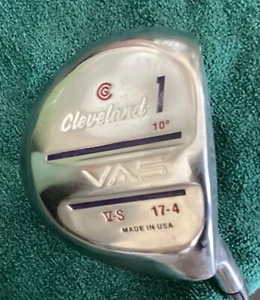 G
1
Cleveland
10°
VAS
V-S 17-4
MADE IN USA